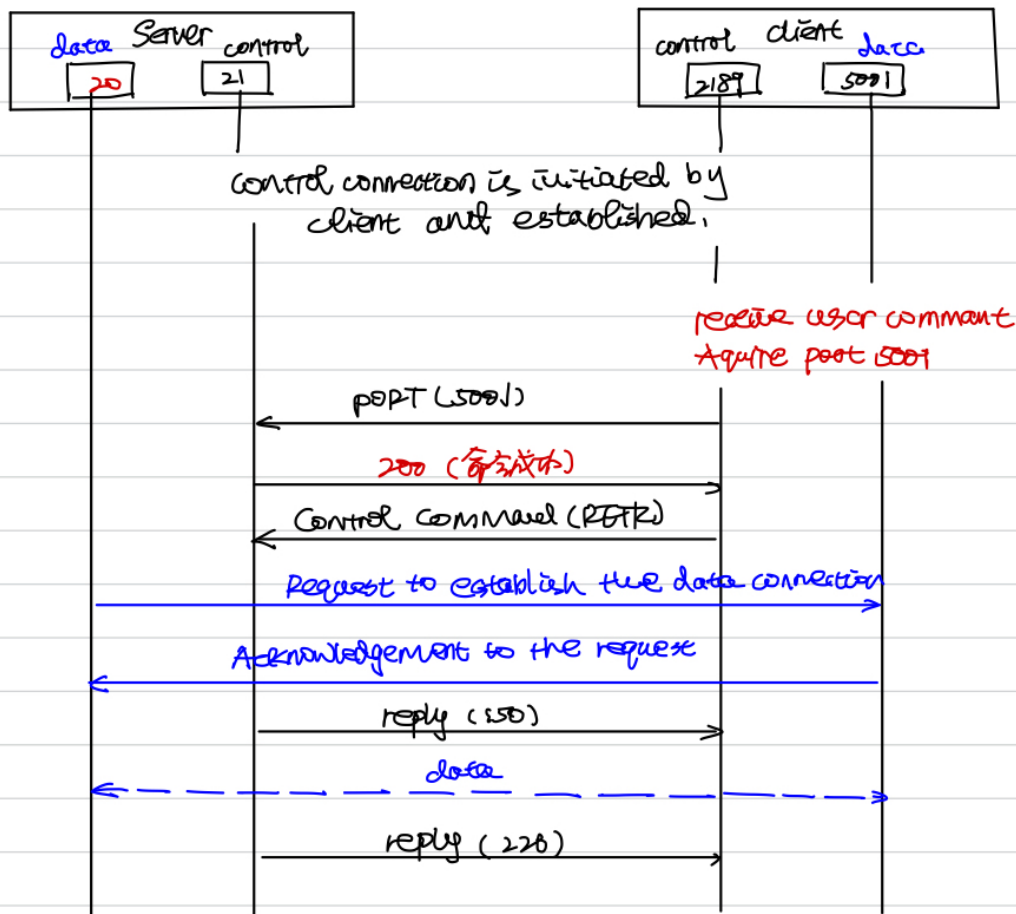 Server
data
control
20
21
client
control
data
2189
5001
control connection is initiated by
client and established.
receive user commant
Aquire port 5001
PORT (5001)
200 (命令成功)
Control Command (RETR)
Request to establish the data connection
Acknowledgement to the request
reply (150)
data
reply (226)